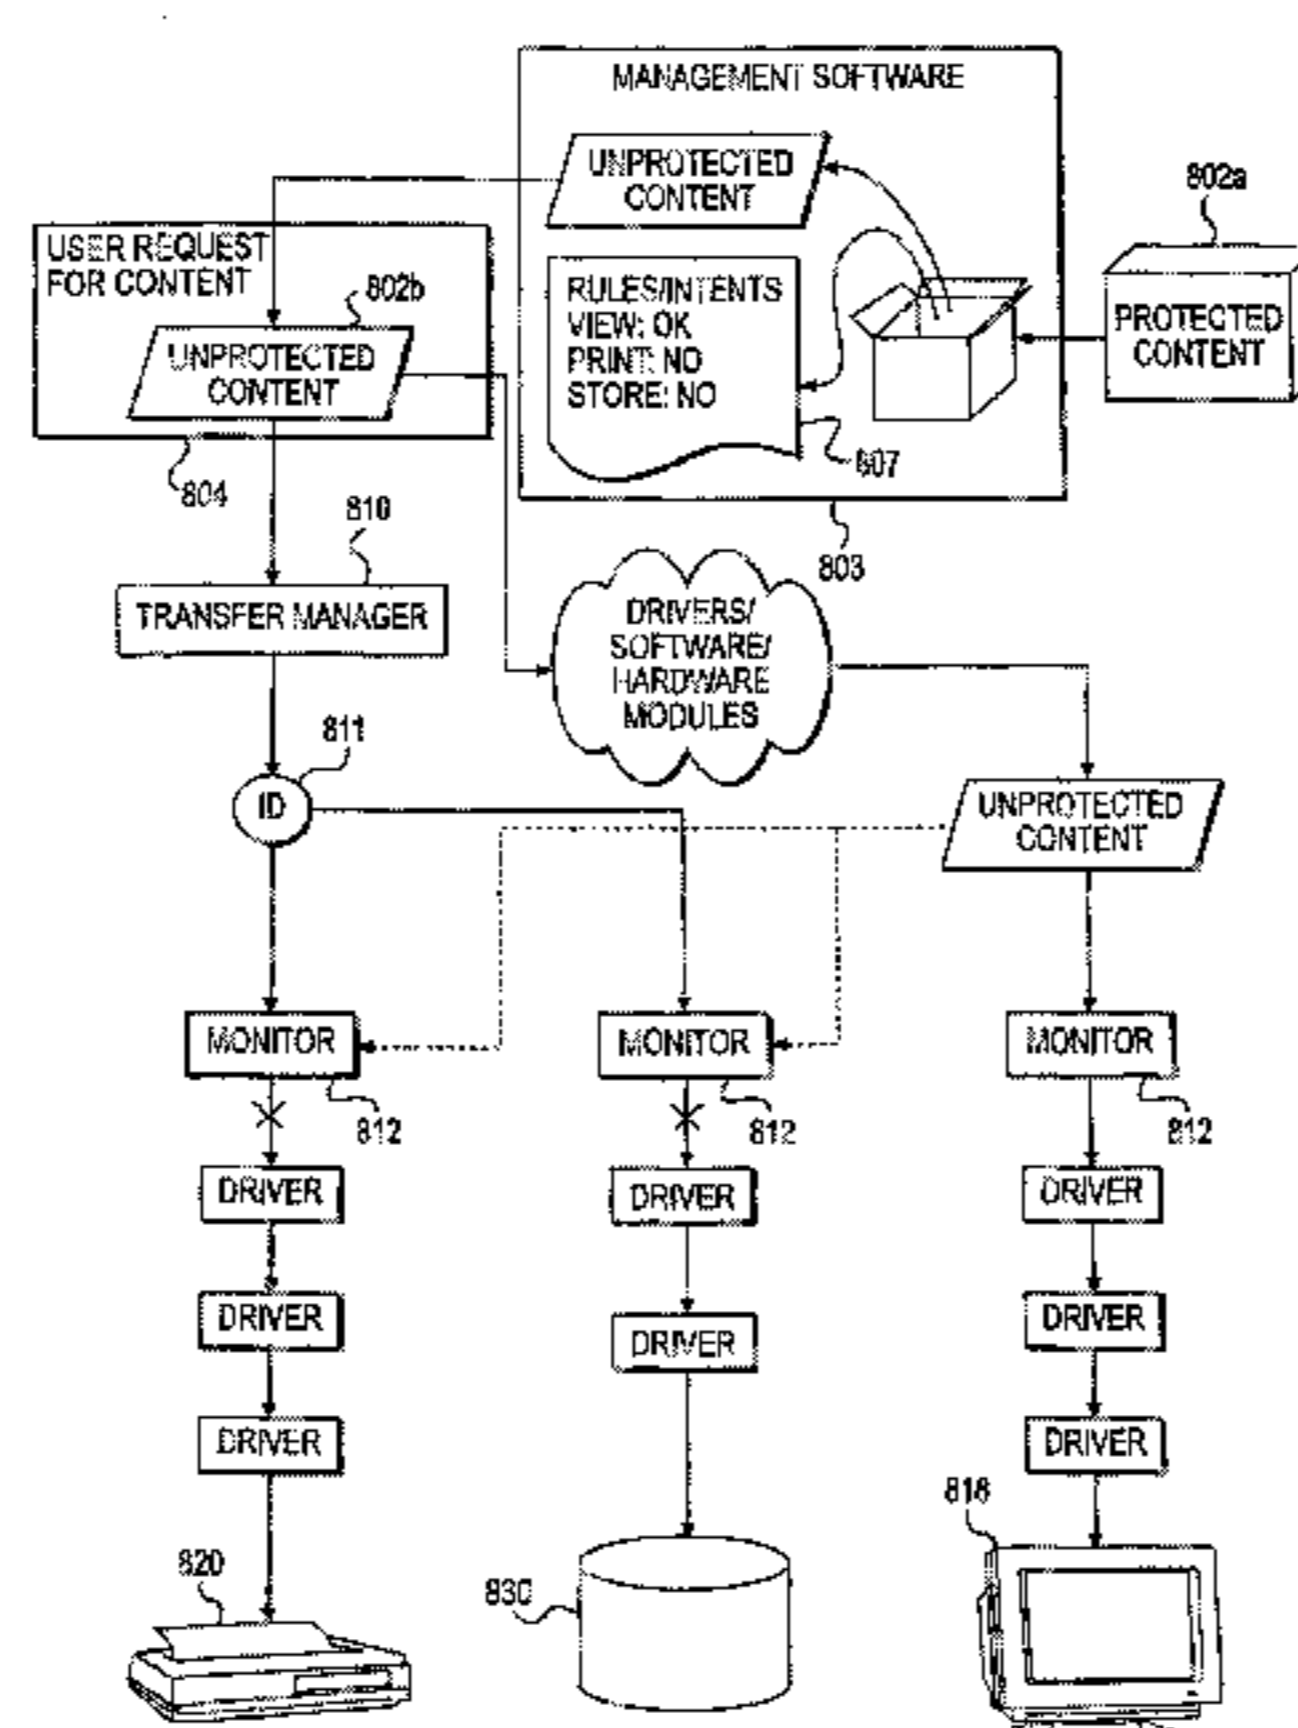 MANAGEMENT SOFTWARE
UNPROTECTED
CONTENT
802a
USER REQUEST
FOR CONTENT
802b
RULES/INTENTS
VIEW: OK
PRINT: NO
STORE: NO
PROTECTED
CONTENT
UNPROTECTED
CONTENT
807
804
810
803
TRANSFER MANAGER
DRIVERS/
SOFTWARE/
HARDWARE
MODULES
811
ID
UNPROTECTED
CONTENT
MONITOR
MONITOR
MONITOR
812
812
812
DRIVER
DRIVER
DRIVER
DRIVER
DRIVER
DRIVER
DRIVER
DRIVER
818
820
830